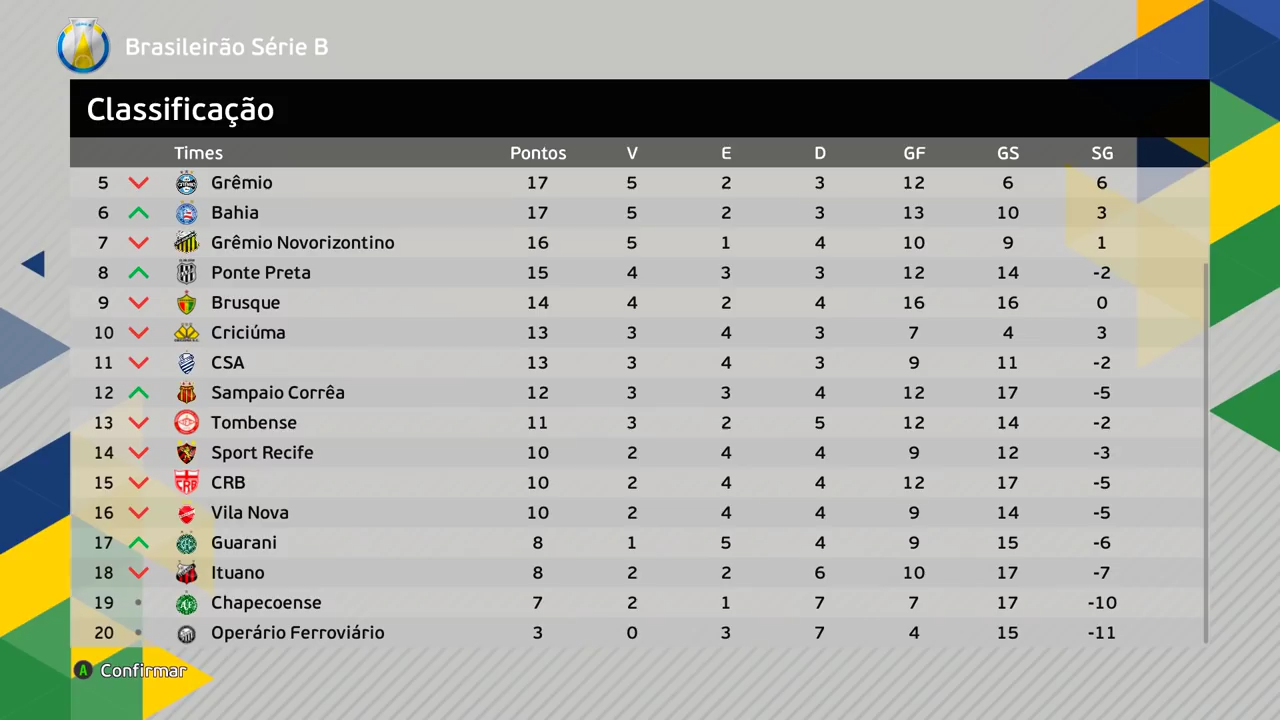 Brasileirão Série B
Classificação
Times Pontos V E D GF GS SG
5 Grêmio 17 5 2 3 12 6 6
6 Bahia 17 5 2 3 13 10 3
7 Grêmio Novorizontino 16 5 1 4 10 9 1
8 Ponte Preta 15 4 3 3 12 14 -2
9 Brusque 14 4 2 4 16 16 0
10 Criciúma 13 3 4 3 7 4 3
11 CSA 13 3 4 3 9 11 -2
12 Sampaio Corrêa 12 3 3 4 12 17 -5
13 Tombense 11 3 2 5 12 14 -2
14 Sport Recife 10 2 4 4 9 12 -3
15 CRB 10 2 4 4 12 17 -5
16 Vila Nova 10 2 4 4 9 14 -5
17 Guarani 8 1 5 4 9 15 -6
18 Ituano 8 2 2 6 10 17 -7
19 Chapecoense 7 2 1 7 7 17 -10
20 Operário Ferroviário 3 0 3 7 4 15 -11
A Confirmar